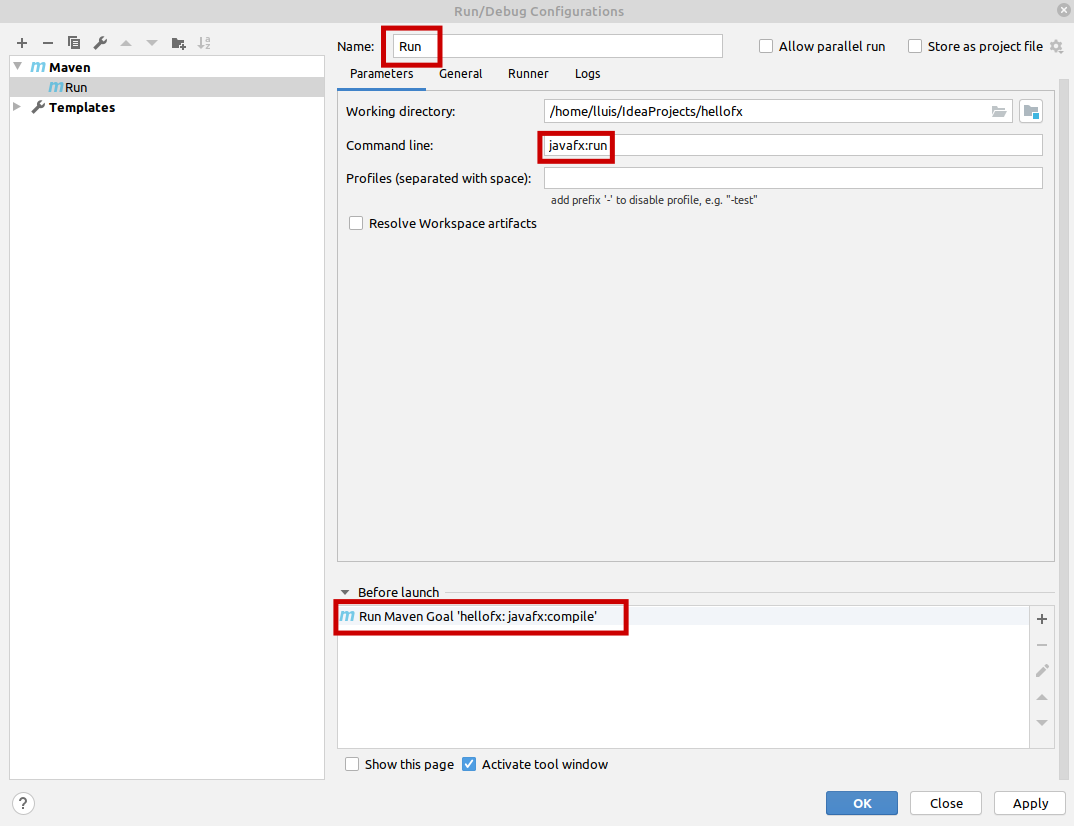 Run/Debug Configurations
Name: Run
Allow parallel run
Store as project file
Maven
Run
Templates
Parameters General Runner Logs
Working directory: /home/lluis/IdeaProjects/hellofx
Command line: javafx:run
Profiles (separated with space):
add prefix '-' to disable profile, e.g. "-test"
Resolve Workspace artifacts
Before launch
Run Maven Goal 'hellofx: javafx:compile'
Show this page Activate tool window
? OK Close Apply